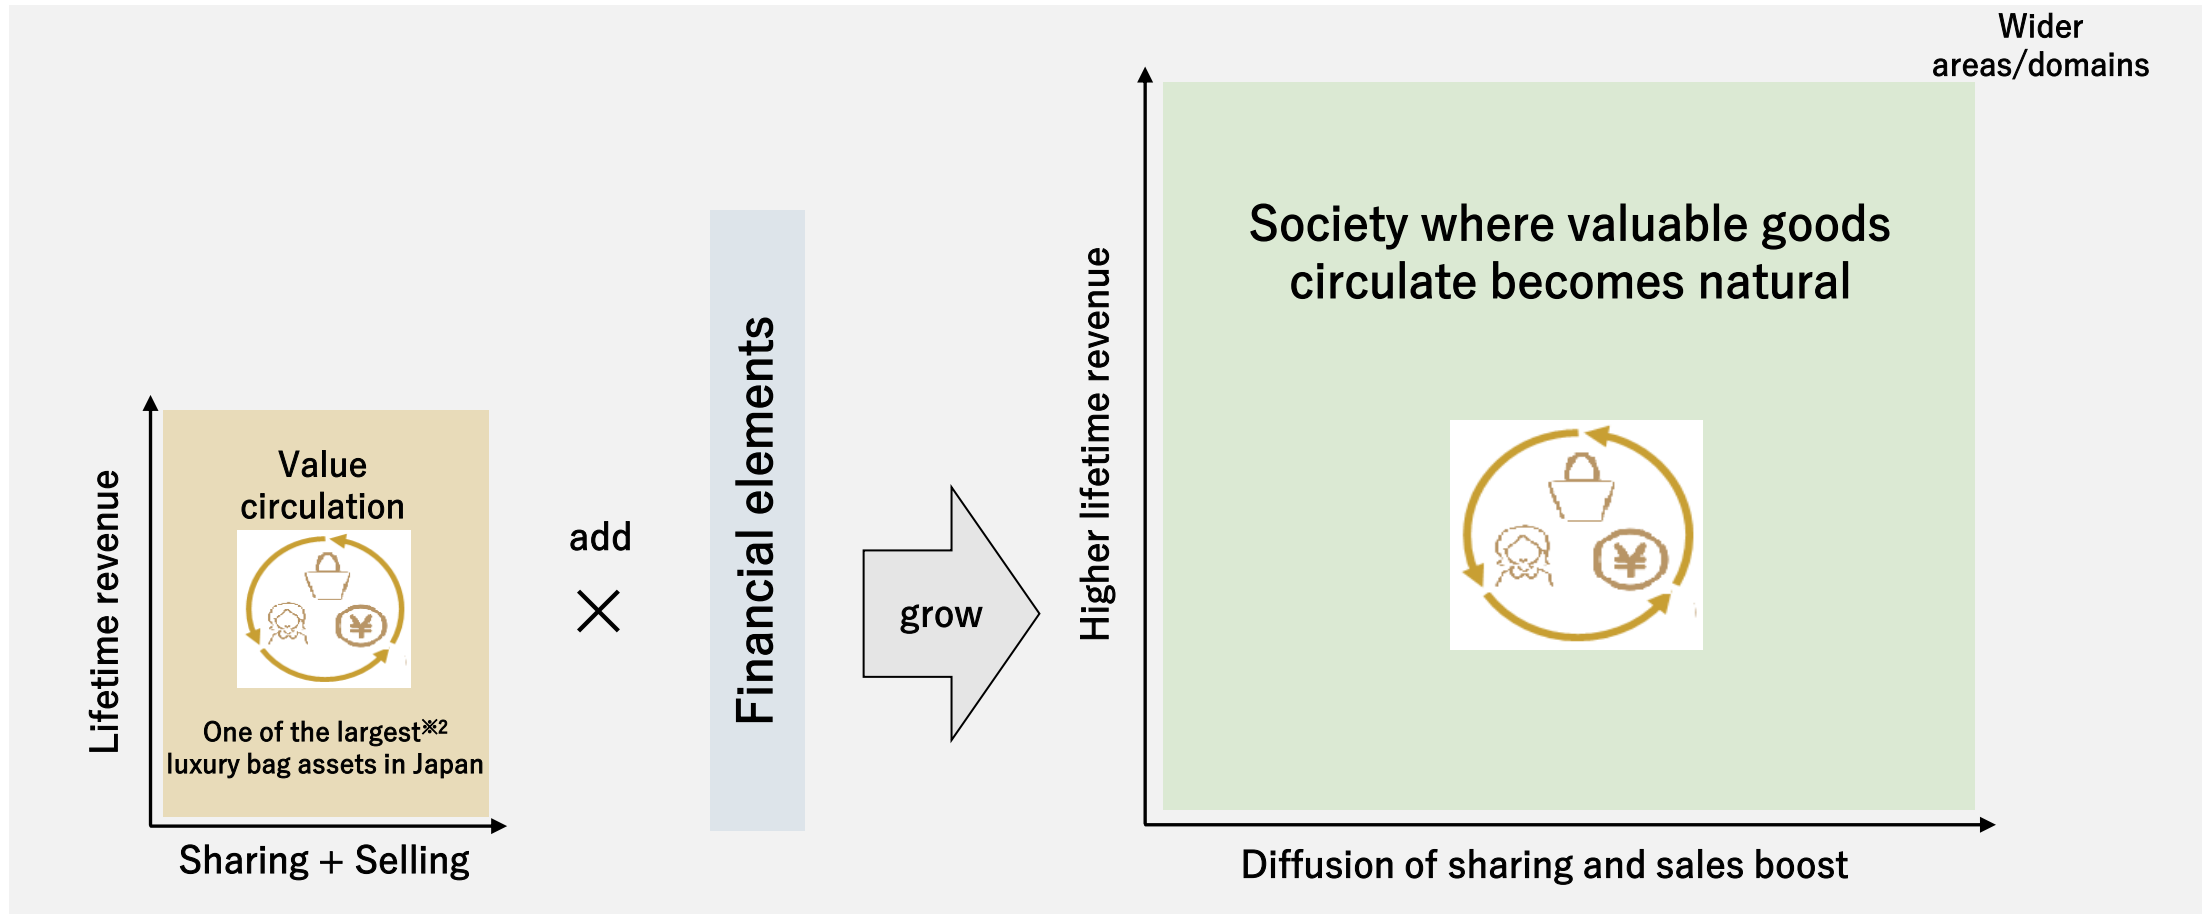 Wider
areas/domains
Society where valuable goods
circulate becomes natural
Higher lifetime revenue
Diffusion of sharing and sales boost
¥
Financial elements
grow
add
×
Value
circulation
¥
One of the largest※2
luxury bag assets in Japan
Lifetime revenue
Sharing + Selling